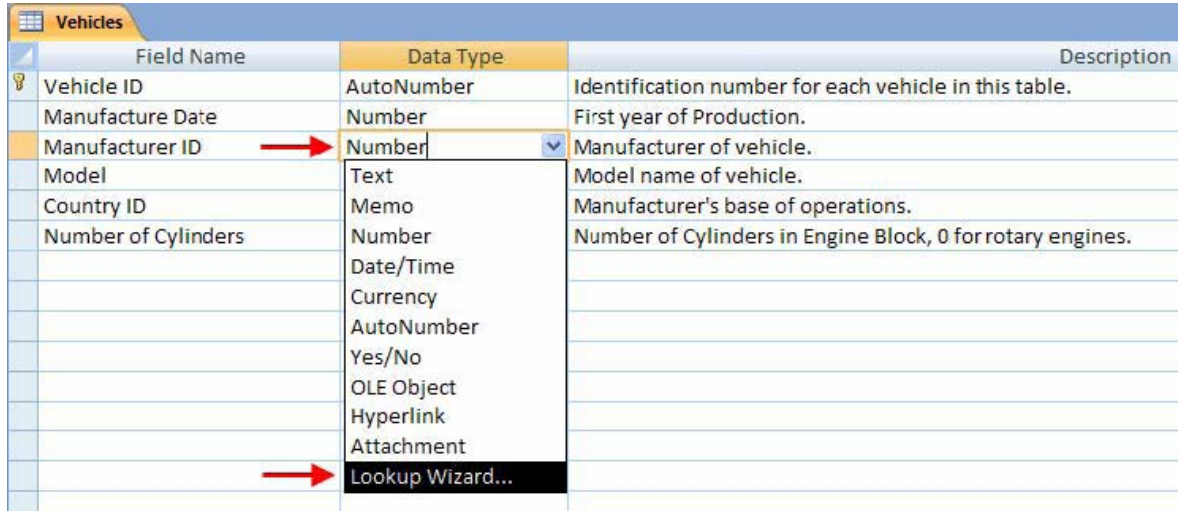 Vehicles
Field Name Data Type Description
Vehicle ID AutoNumber Identification number for each vehicle in this table.
Manufacture Date Number First year of Production.
Manufacturer ID Number Manufacturer of vehicle.
Model Text Model name of vehicle.
Country ID Memo Manufacturer's base of operations.
Number of Cylinders Number Number of Cylinders in Engine Block, 0 for rotary engines.
Date/Time
Currency
AutoNumber
Yes/No
OLE Object
Hyperlink
Attachment
Lookup Wizard...